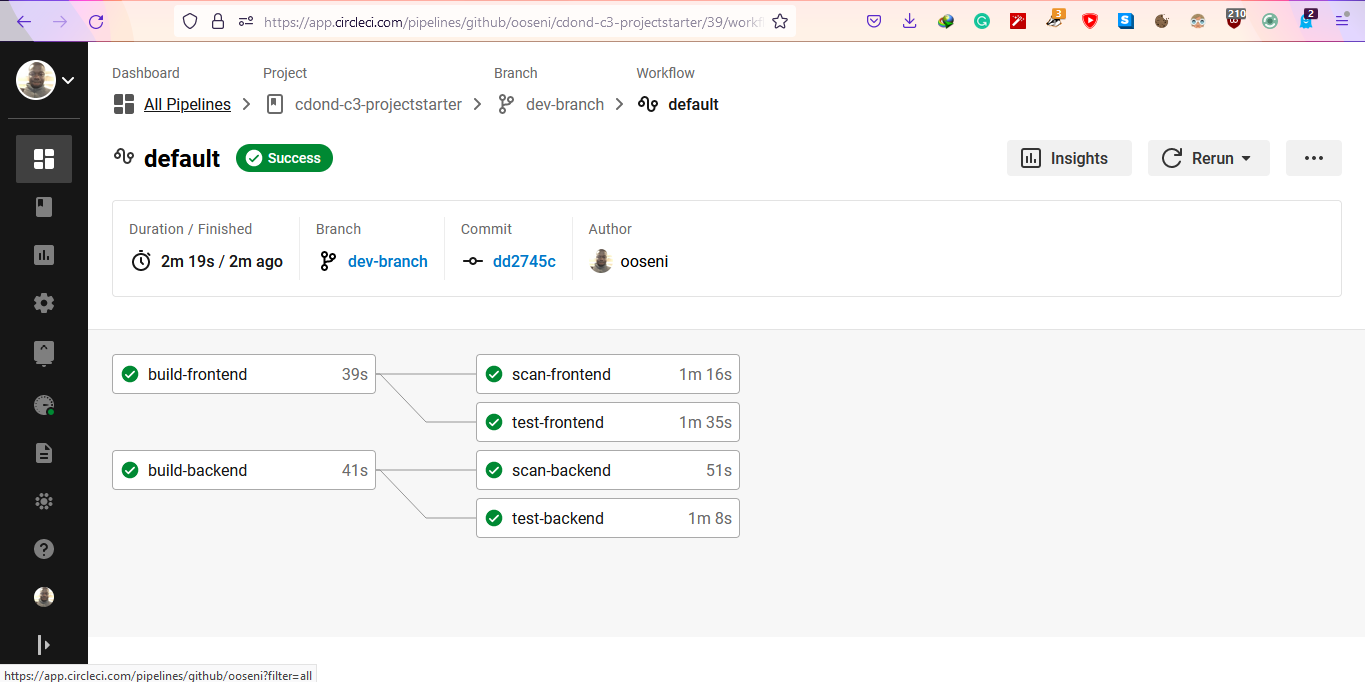 https://app.circleci.com/pipelines/github/ooseni/cdond-c3-projectstarter/39/workf
3
S
210
2
Dashboard Project Branch Workflow
All Pipelines cdond-c3-projectstarter dev-branch default
default Success Insights Rerun
Duration / Finished Branch Commit Author
2m 19s / 2m ago dev-branch dd2745c ooseni
build-frontend 39s scan-frontend 1m 16s
test-frontend 1m 35s
build-backend 41s scan-backend 51s
test-backend 1m 8s
https://app.circleci.com/pipelines/github/ooseni?filter=all